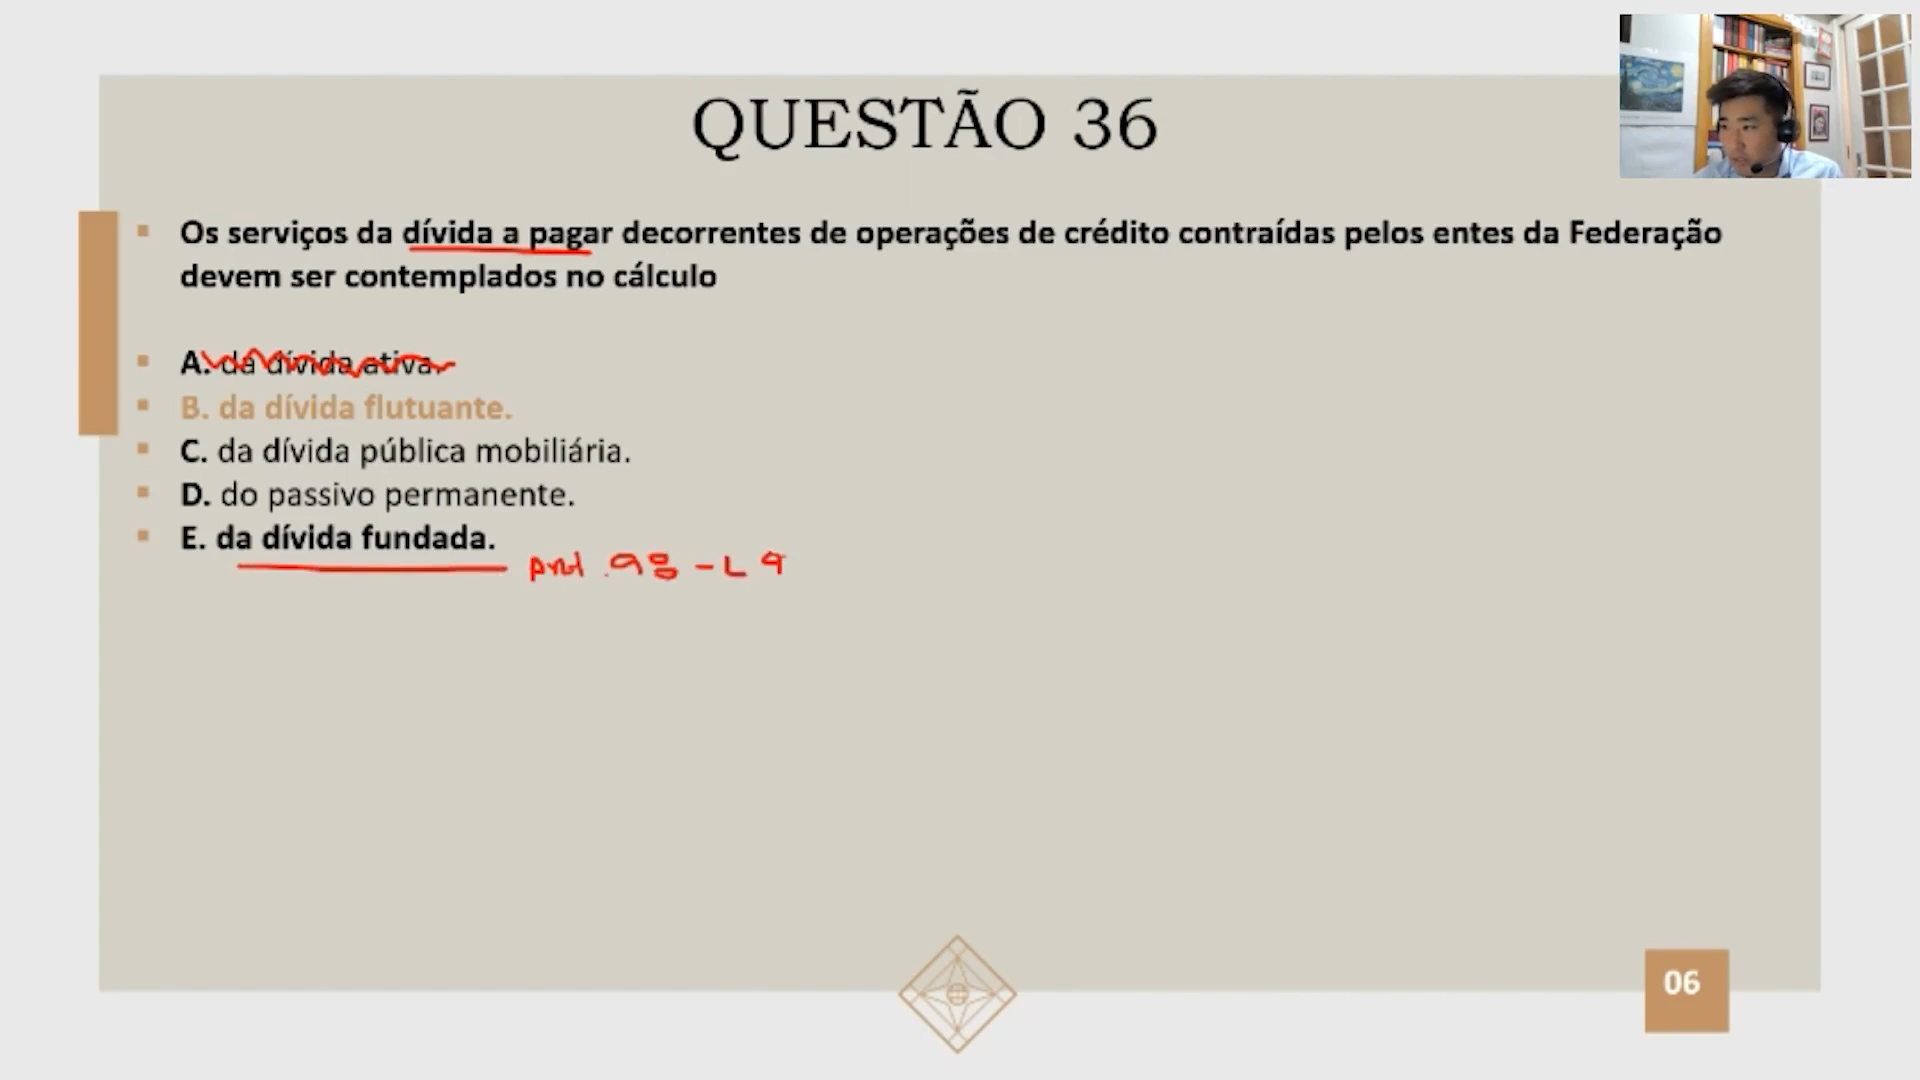 QUESTÃO 36
Os serviços da dívida a pagar decorrentes de operações de crédito contraídas pelos entes da Federação
devem ser contemplados no cálculo
A. da dívida ativa.
B. da dívida flutuante.
C. da dívida pública mobiliária.
D. do passivo permanente.
E. da dívida fundada.
98 - L 4
06